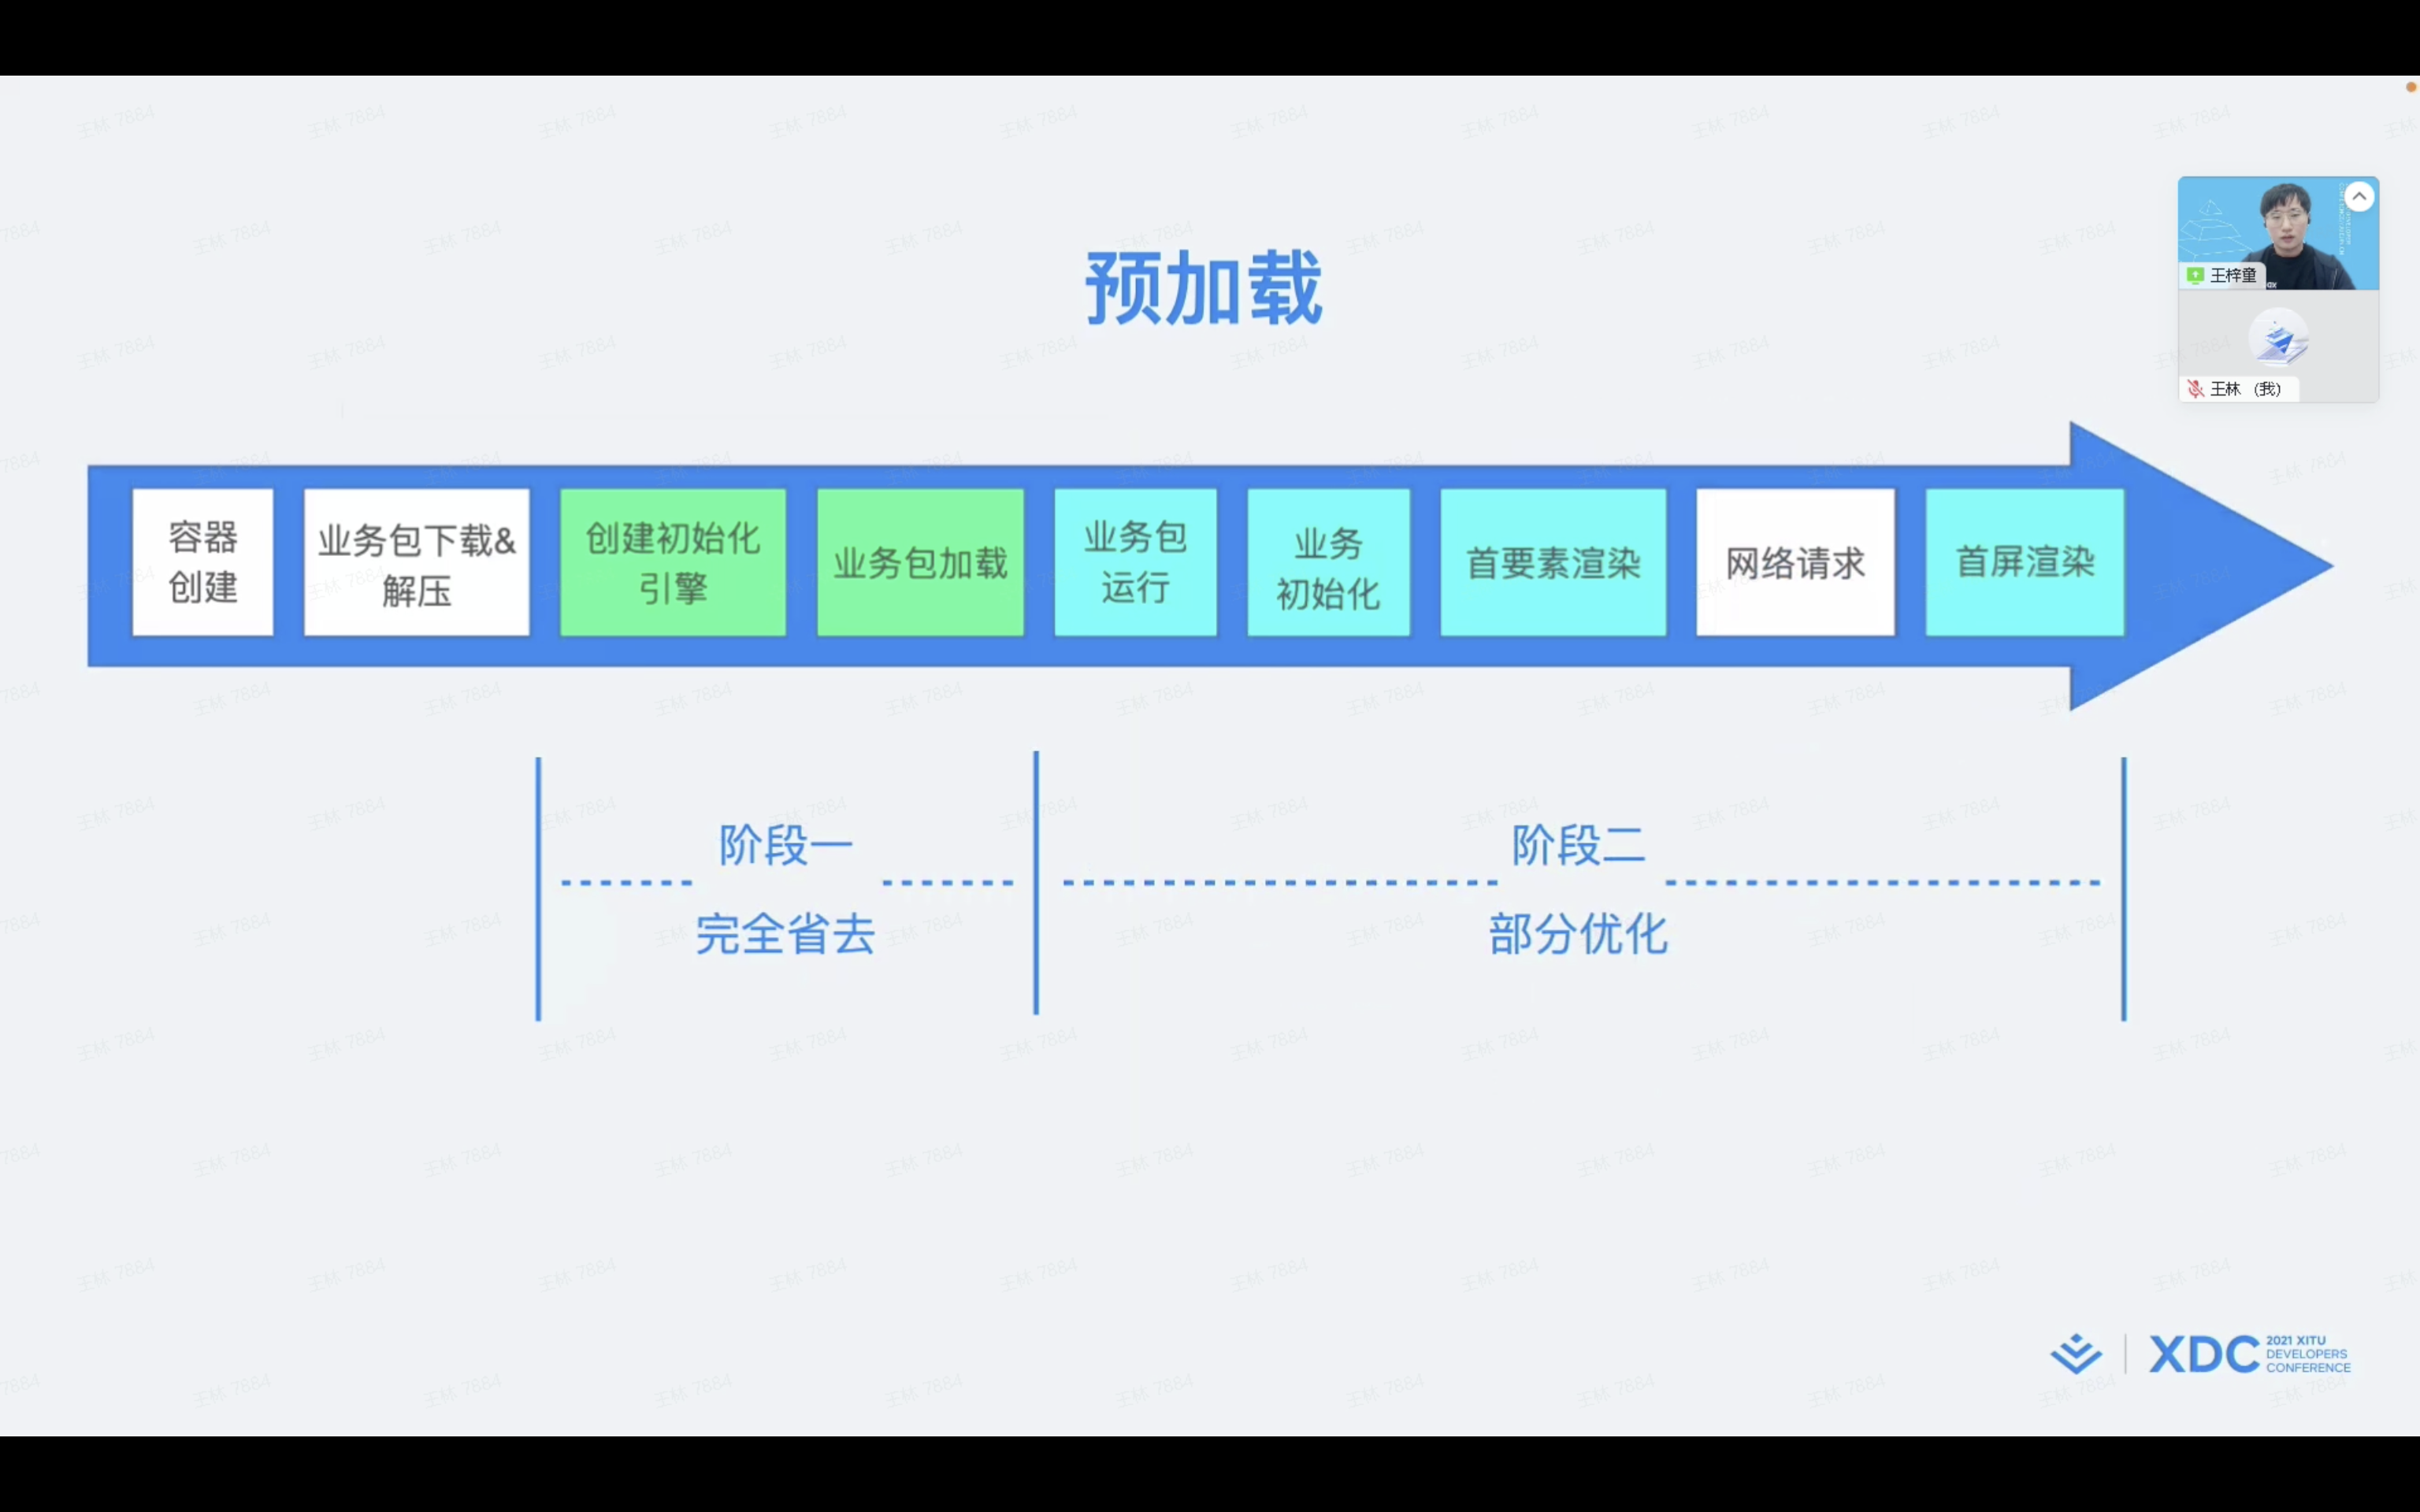 预加载
王梓童
王林 (我)
容器
创建
业务包下载&
解压
创建初始化
引擎
业务包加载
业务包
运行
业务
初始化
首要素渲染
网络请求
首屏渲染
阶段一
完全省去
阶段二
部分优化
XDC
2021 XITU
DEVELOPERS
CONFERENCE
王林 7884